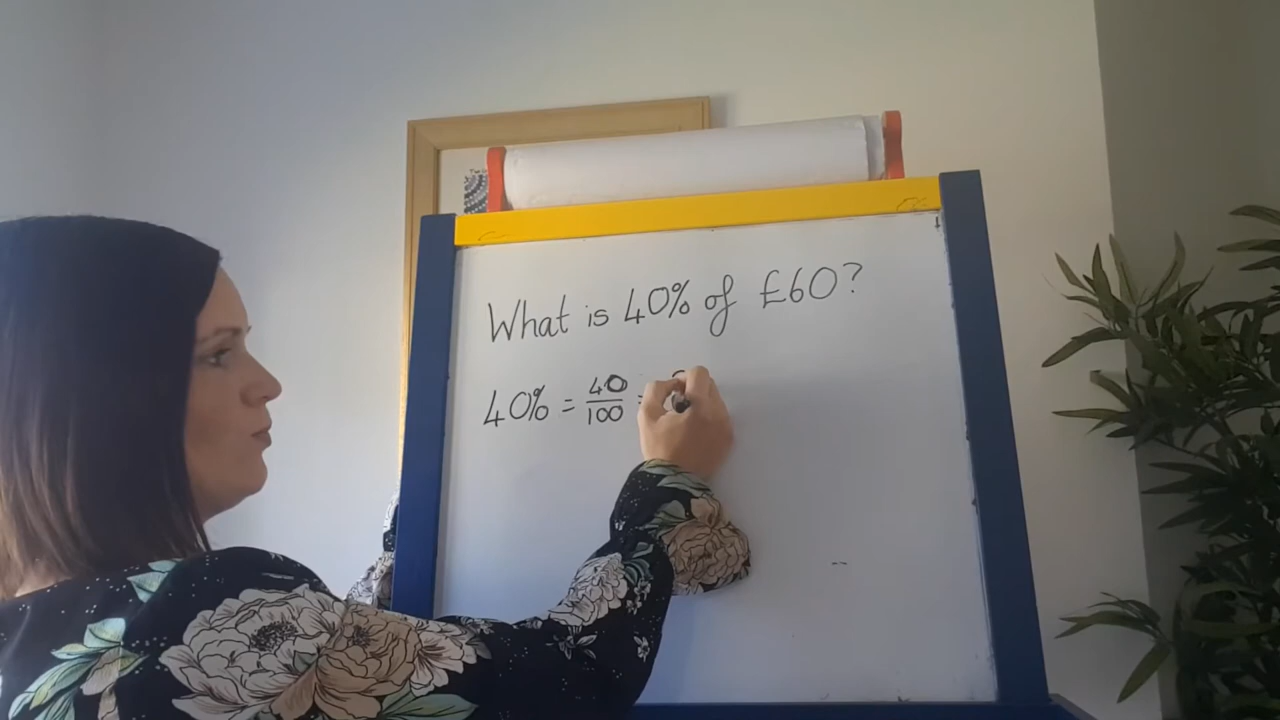 What is 40% of £60?
40% = 40/100 =